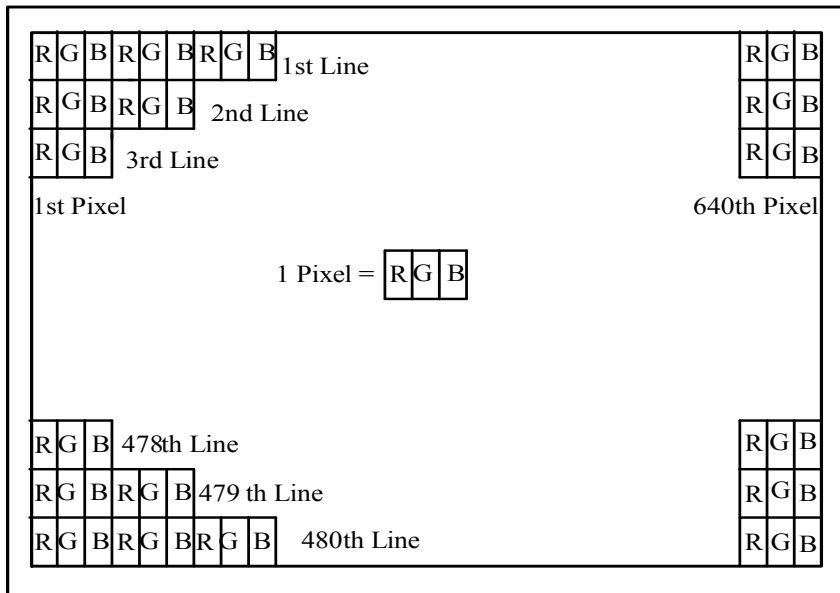 R G B R G B R G B 1st Line R G B
R G B R G B 2nd Line R G B
R G B 3rd Line R G B
1st Pixel 640th Pixel
1 Pixel = R G B
R G B 478th Line R G B
R G B R G B 479 th Line R G B
R G B R G B R G B 480th Line R G B